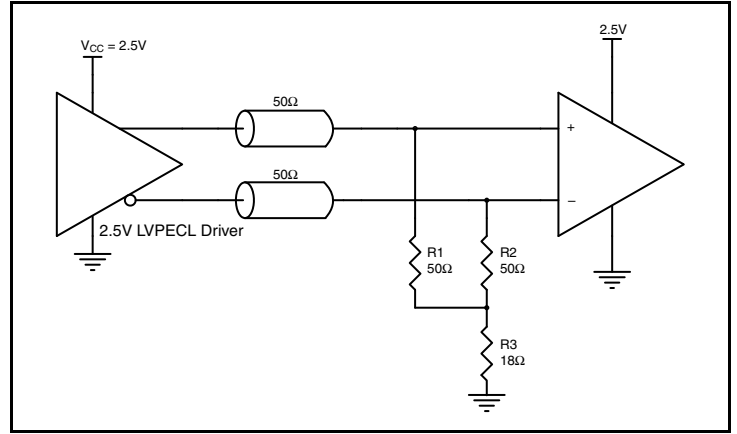 2.5V
V_CC = 2.5V
50Ω
+
50Ω
–
2.5V LVPECL Driver
R1
50Ω
R2
50Ω
R3
18Ω